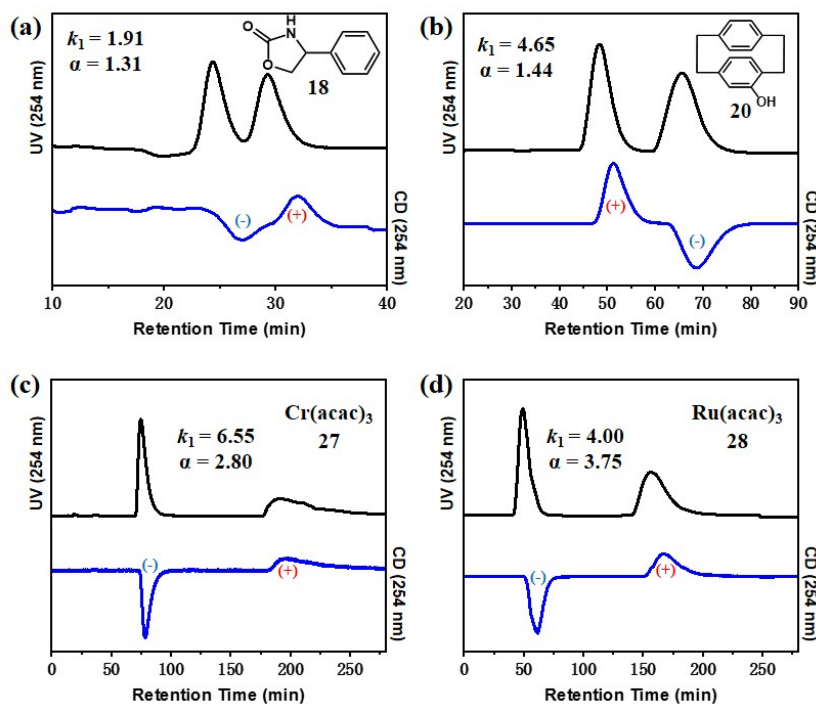 (a)
k₁ = 1.91
α = 1.31
H
N
O
O
18
UV (254 nm)
CD (254 nm)
(-)
(+)
10 20 30 40
Retention Time (min)
(b)
k₁ = 4.65
α = 1.44
OH
20
UV (254 nm)
CD (254 nm)
(+)
(-)
20 30 40 50 60 70 80 90
Retention Time (min)
(c)
Cr(acac)₃
27
k₁ = 6.55
α = 2.80
UV (254 nm)
CD (254 nm)
(-)
(+)
0 50 100 150 200 250
Retention Time (min)
(d)
Ru(acac)₃
28
k₁ = 4.00
α = 3.75
UV (254 nm)
CD (254 nm)
(-)
(+)
0 50 100 150 200 250
Retention Time (min)